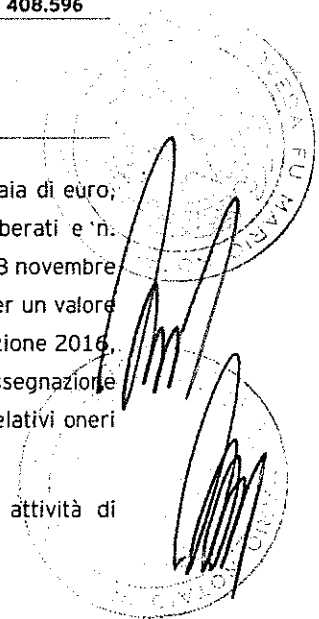 408.596
aia di euro,
berati e n.
3 novembre
er un valore
zione 2016,
ssegnazione
elativi oneri
attività di